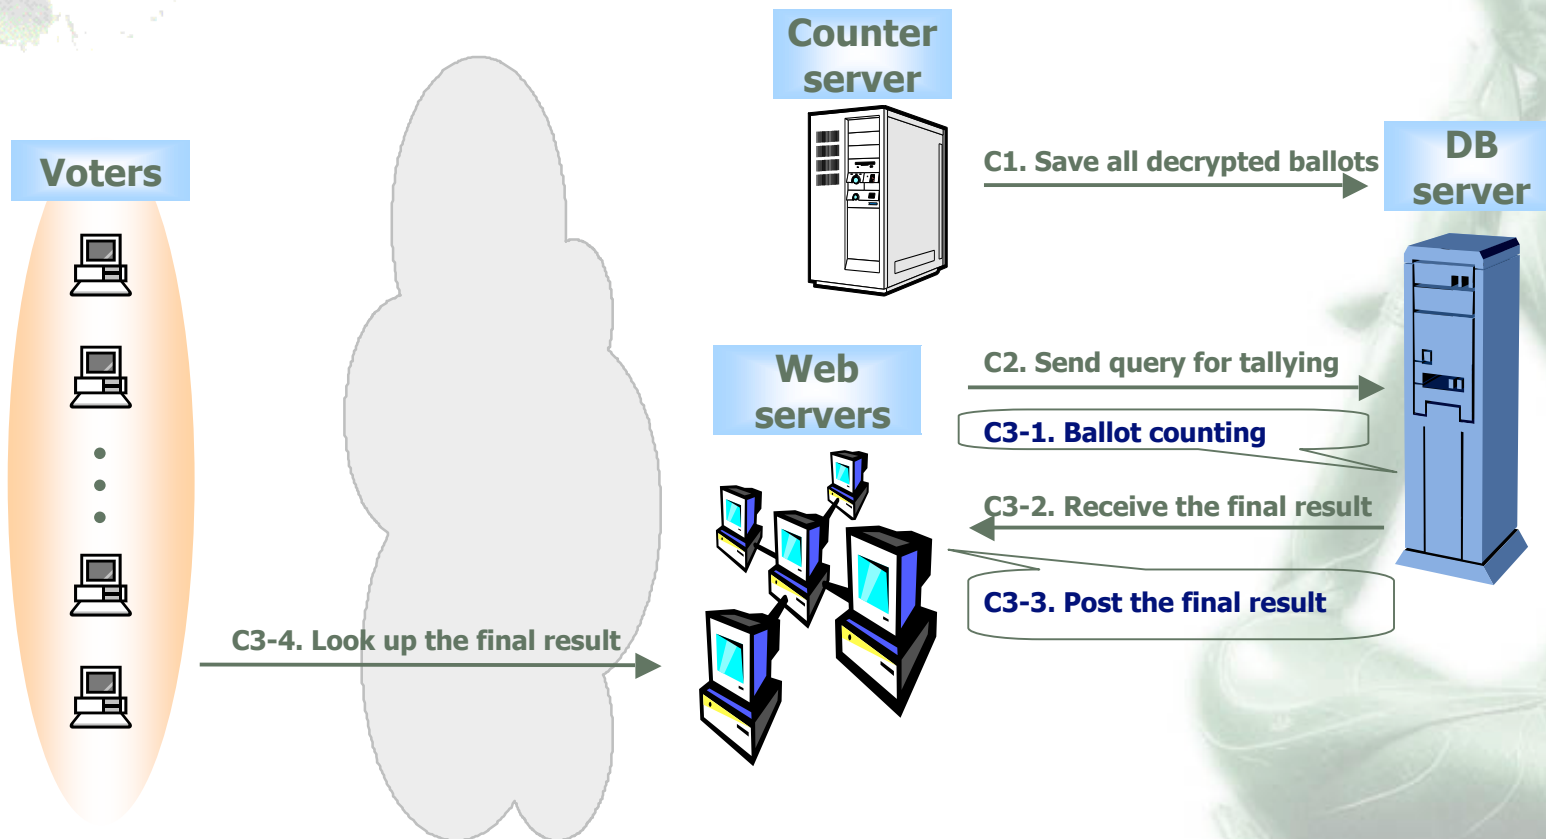 Counter
server
Voters
C1. Save all decrypted ballots
DB
server
Web
servers
C2. Send query for tallying
C3-1. Ballot counting
C3-2. Receive the final result
C3-3. Post the final result
C3-4. Look up the final result